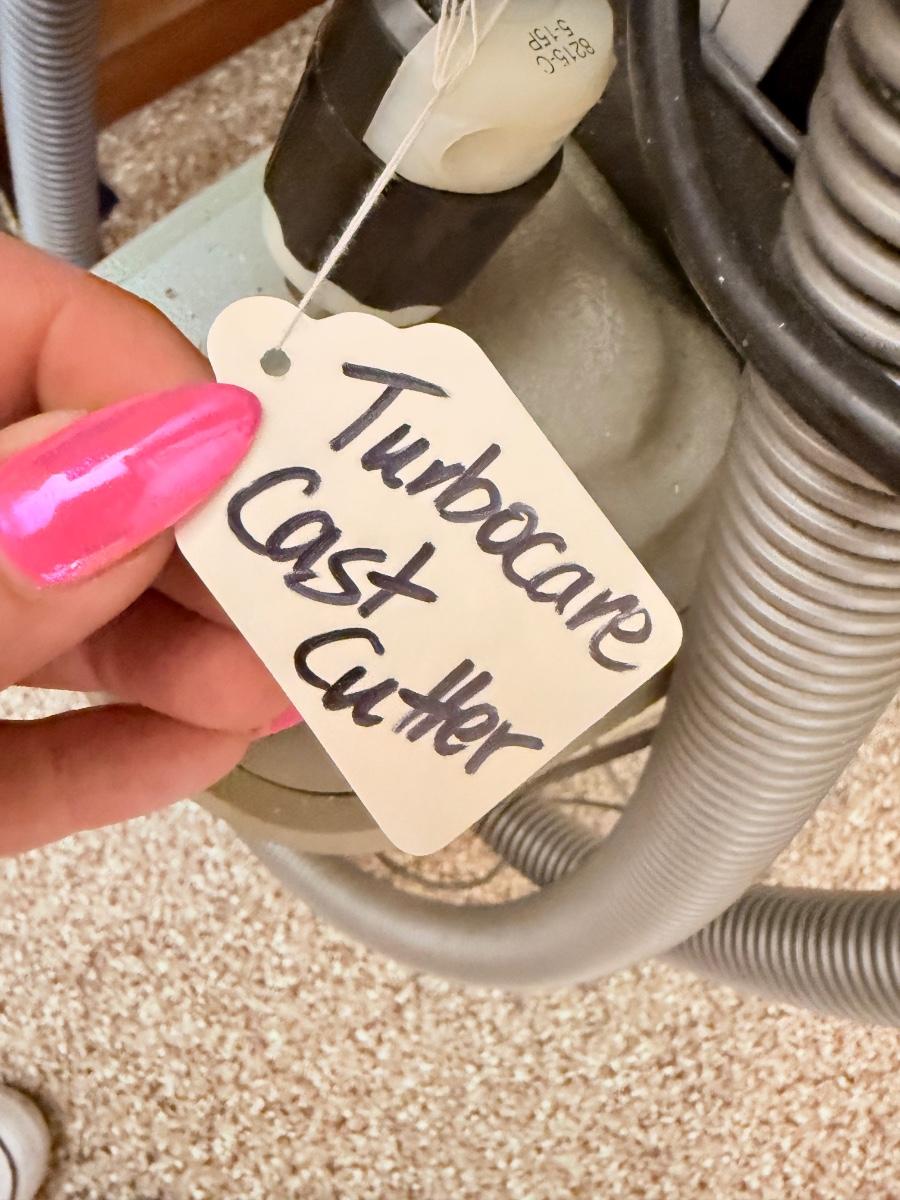 8215-C
5-15P
Turbocare
Cast
Cutter